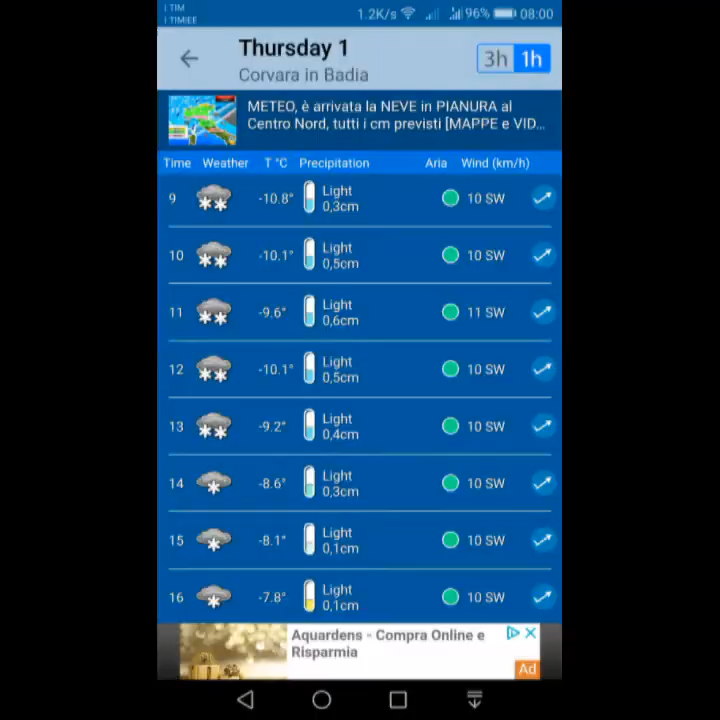 I TIM
I TIMIEE
1.2K/s 96% 08:00
Thursday 1
Corvara in Badia
3h 1h
METEO, è arrivata la NEVE in PIANURA al
Centro Nord, tutti i cm previsti [MAPPE e VID...
Time Weather T °C Precipitation Aria Wind (km/h)
9 -10.8° Light 10 SW
0,3cm
10 -10.1° Light 10 SW
0,5cm
11 -9.6° Light 11 SW
0,6cm
12 -10.1° Light 10 SW
0,5cm
13 -9.2° Light 10 SW
0,4cm
14 -8.6° Light 10 SW
0,3cm
15 -8.1° Light 10 SW
0,1cm
16 -7.8° Light 10 SW
0,1cm
Aquardens - Compra Online e
Risparmia
Ad